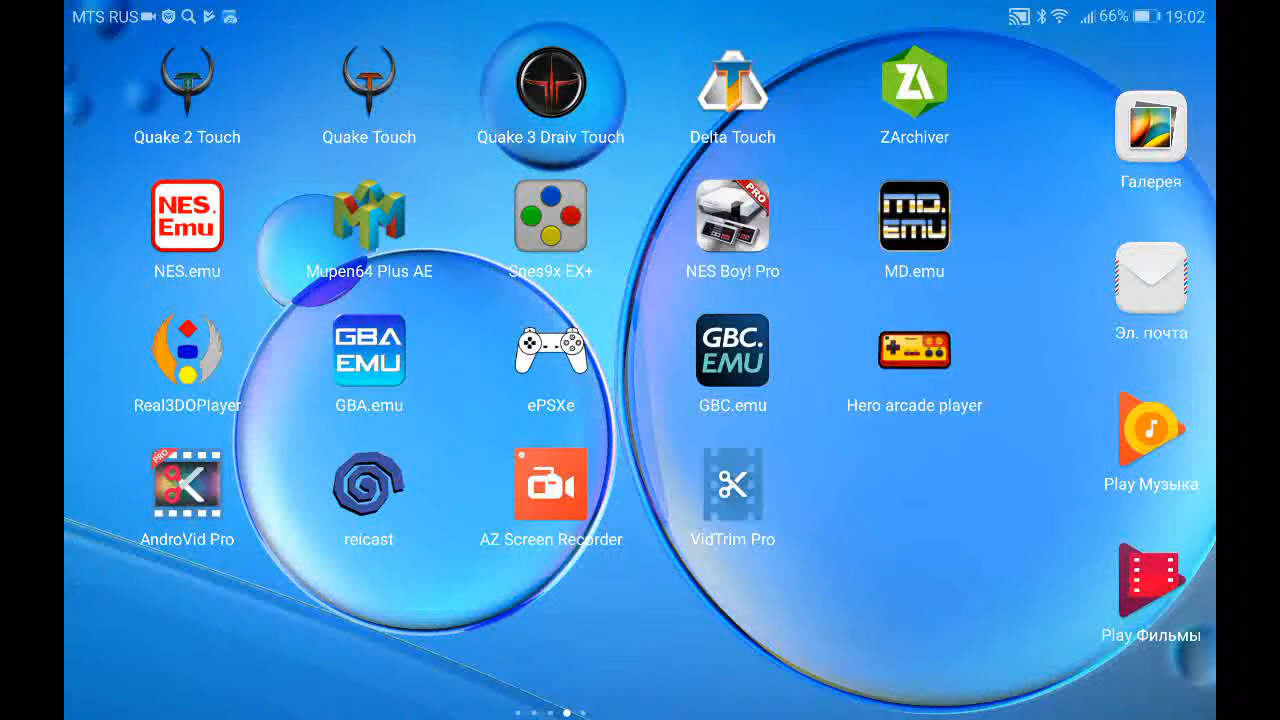 MTS RUS 66% 19:02
Quake 2 Touch
Quake Touch
Quake 3 Draiv Touch
Delta Touch
ZA
ZArchiver
Галерея
NES.
Emu
NES.emu
Mupen64 Plus AE
Snes9x EX+
PRO
NES Boy! Pro
MD.
EMU
MD.emu
Эл. почта
Real3DOPlayer
GBA
EMU
GBA.emu
ePSXe
GBC.
EMU
GBC.emu
Hero arcade player
Play Музыка
PRO
AndroVid Pro
reicast
AZ Screen Recorder
VidTrim Pro
Play Фильмы